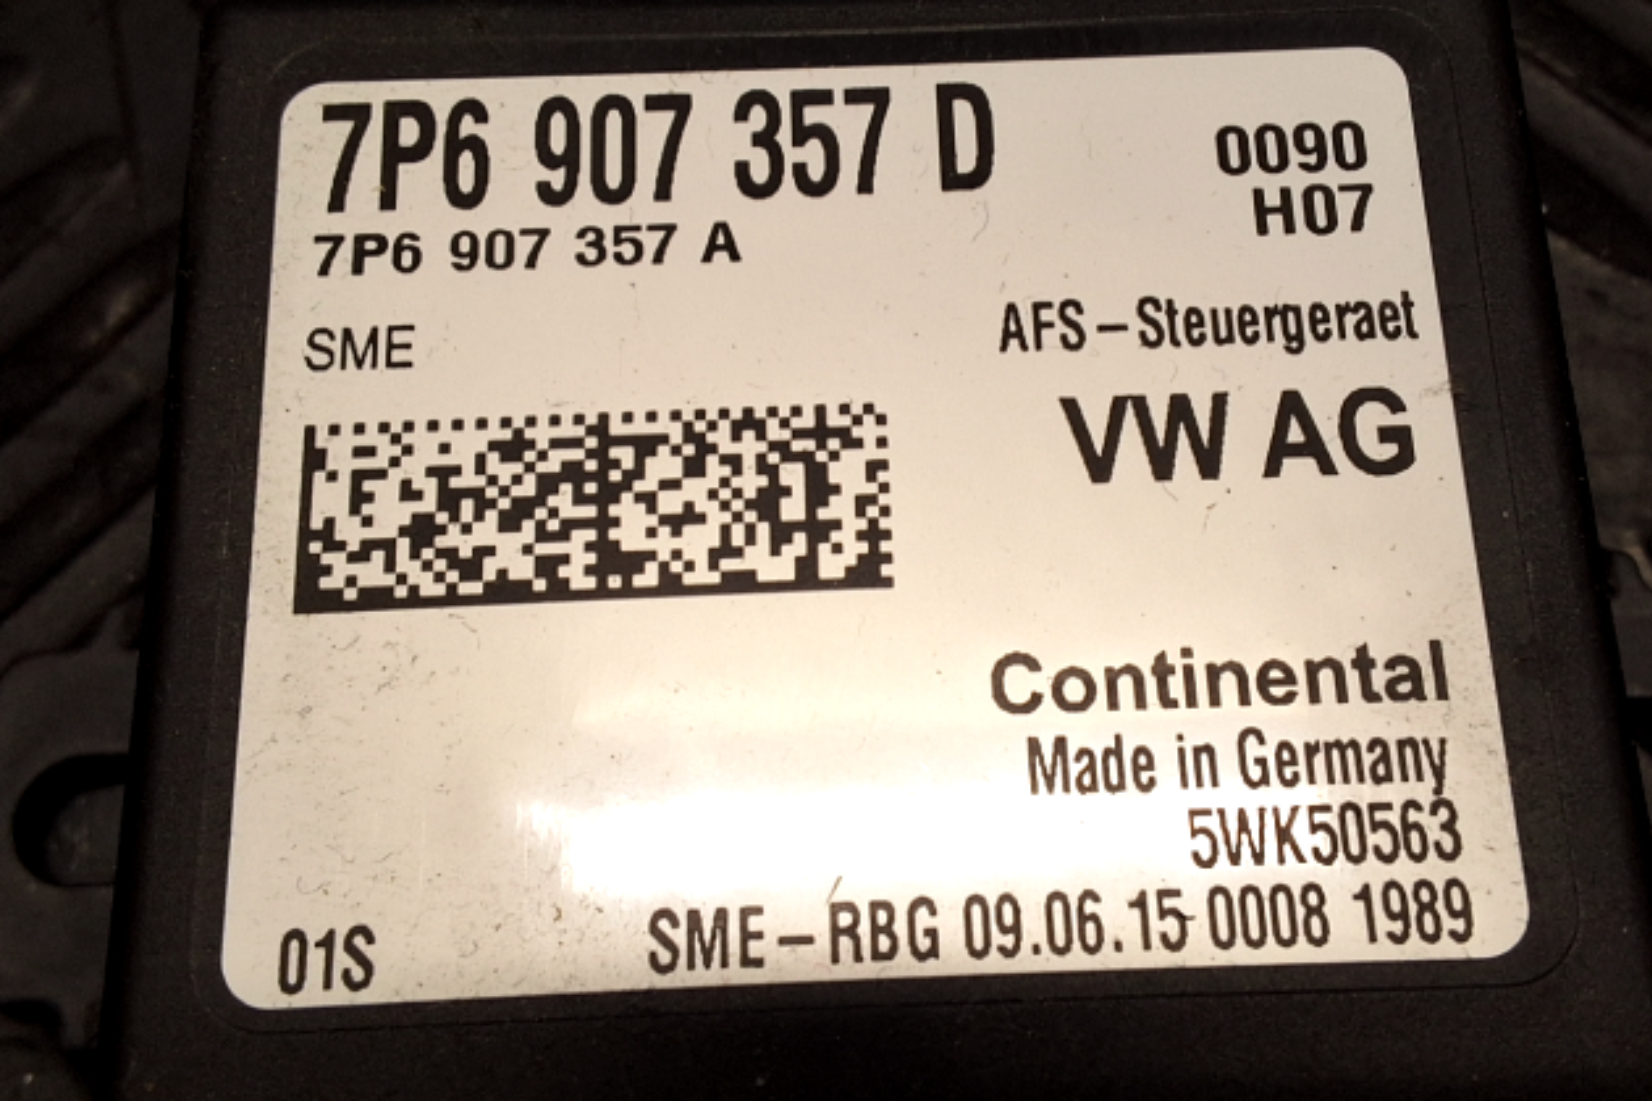 7P6 907 357 D
0090
7P6 907 357 A
H07
SME
AFS-Steuergeraet
VW AG
Continental
Made in Germany
5WK50563
01S
SME-RBG 09.06.15 0008 1989